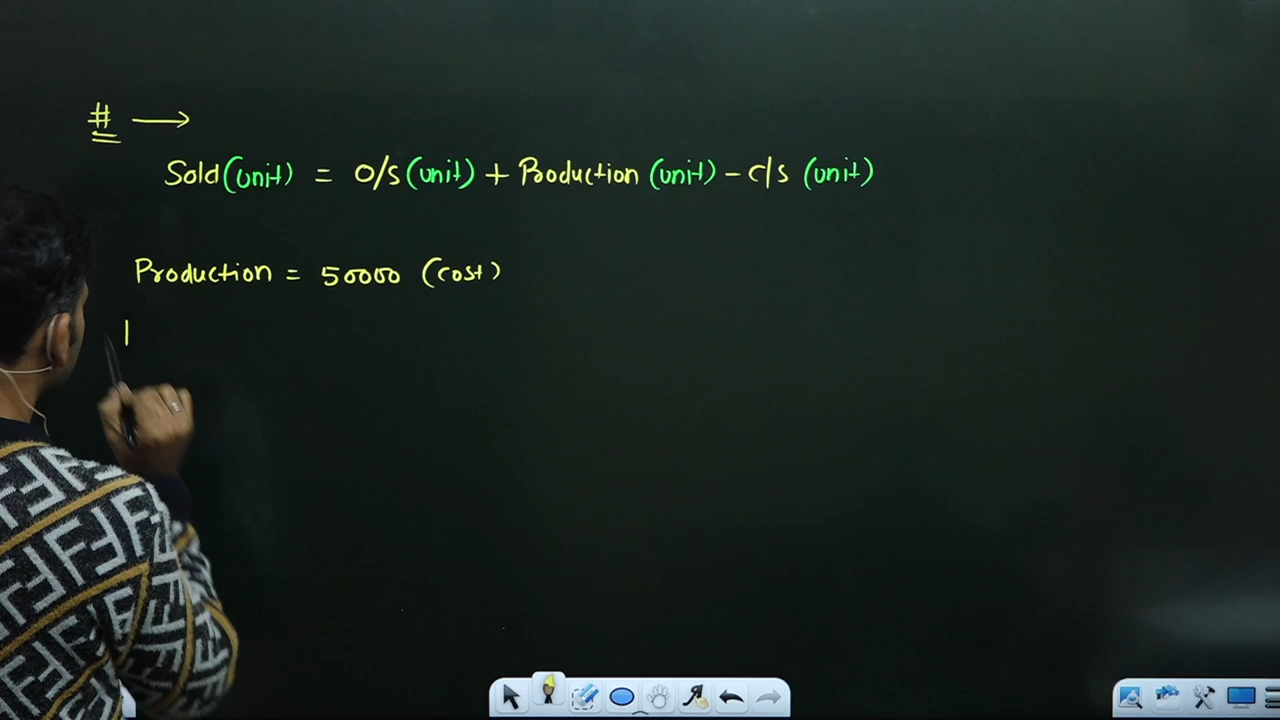 # →
Sold (unit) = O/S (unit) + Production (unit) - C/S (unit)
Production = 50000 (cost)